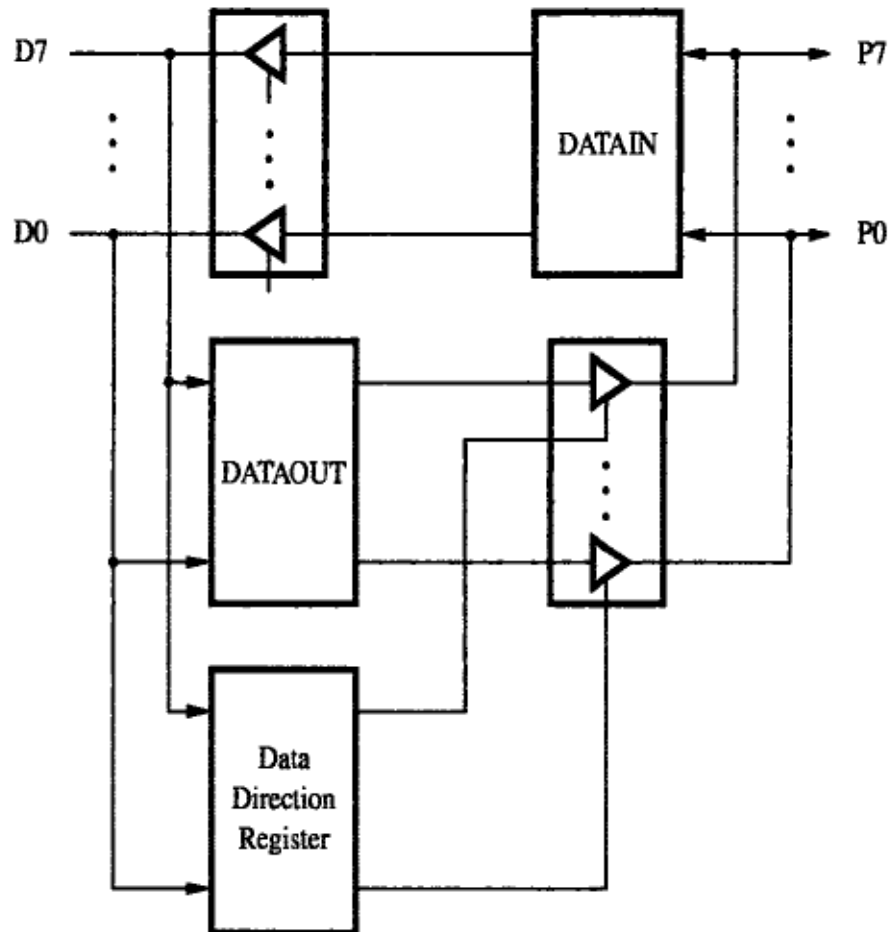 D7
P7
DATAIN
D0
P0
DATAOUT
Data
Direction
Register